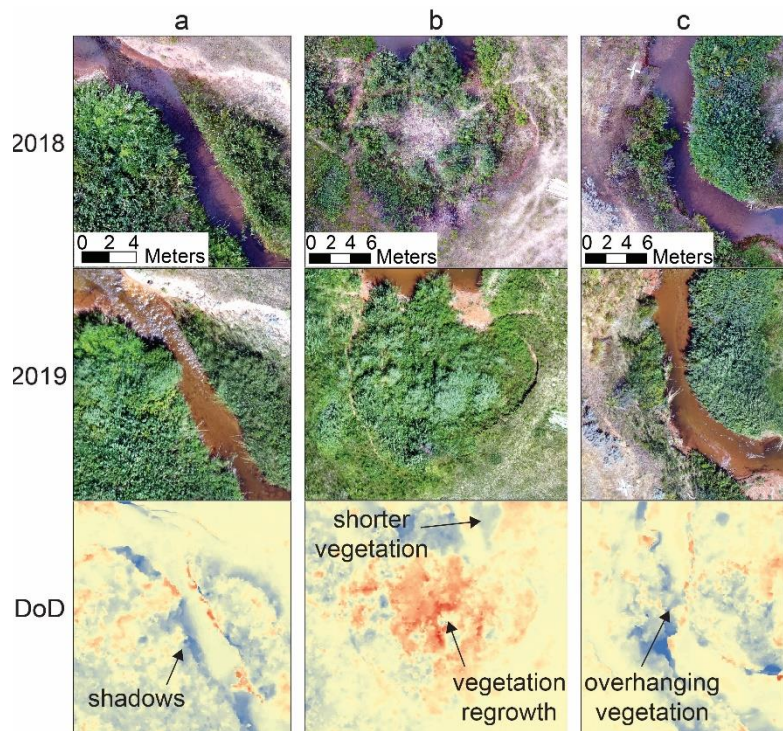 a b c
2018
0 2 4 Meters
0 2 4 6 Meters
0 2 4 6 Meters
2019
DoD
shadows
shorter
vegetation
vegetation
regrowth
overhanging
vegetation